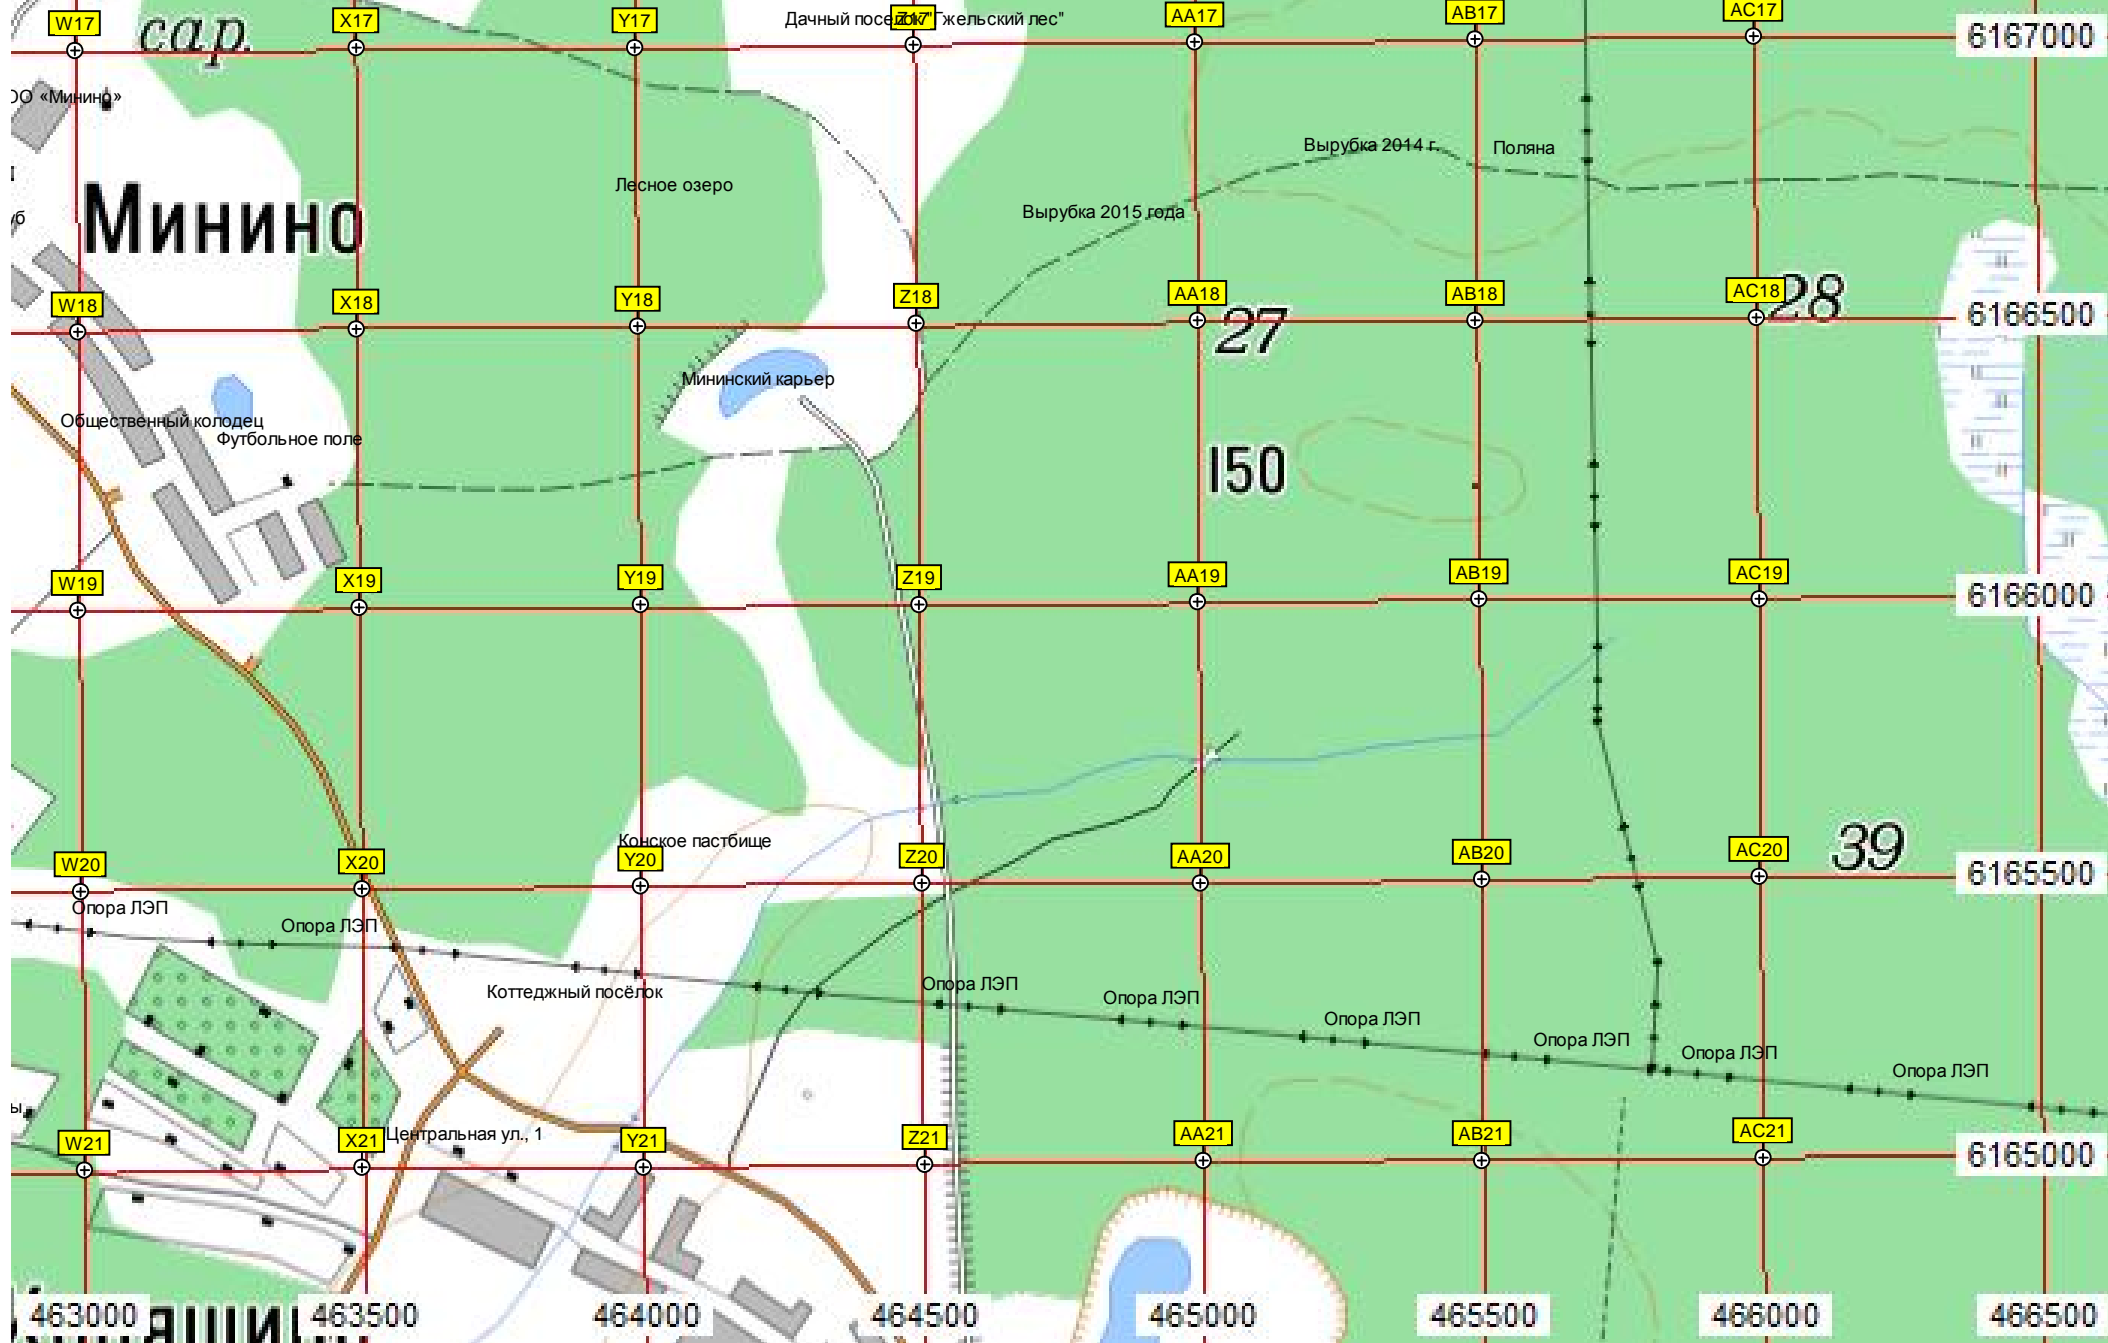 W17
X17
Y17
Z17
AA17
AB17
AC17
сар.
Дачный поселок "Гжельский лес"
6167000
ОО «Минино»
Вырубка 2014 г.
Поляна
Лесное озеро
Вырубка 2015 года
Минино
W18
X18
Y18
Z18
AA18
AB18
AC18
27
28
6166500
Мининский карьер
Общественный колодец
Футбольное поле
150
W19
X19
Y19
Z19
AA19
AB19
AC19
6166000
Конское пастбище
39
W20
X20
Y20
Z20
AA20
AB20
AC20
6165500
Опора ЛЭП
Опора ЛЭП
Коттеджный посёлок
Опора ЛЭП
Опора ЛЭП
Опора ЛЭП
Опора ЛЭП
Опора ЛЭП
Опора ЛЭП
Центральная ул., 1
W21
X21
Y21
Z21
AA21
AB21
AC21
6165000
463000
463500
464000
464500
465000
465500
466000
466500